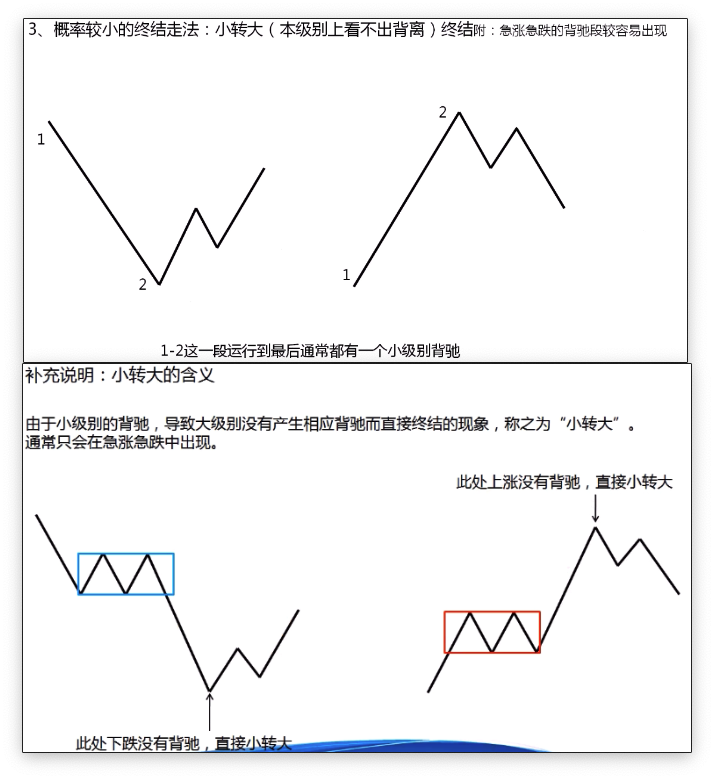 3、概率较小的终结走法：小转大（本级别上看不出背离）终结附：急涨急跌的背驰段较容易出现
1
2
2
1
1-2这一段运行到最后通常都有一个小级别背驰
补充说明：小转大的含义
由于小级别的背驰，导致大级别没有产生相应背驰而直接终结的现象，称之为“小转大”。
通常只会在急涨急跌中出现。
此处上涨没有背驰，直接小转大
此处下跌没有背驰，直接小转大